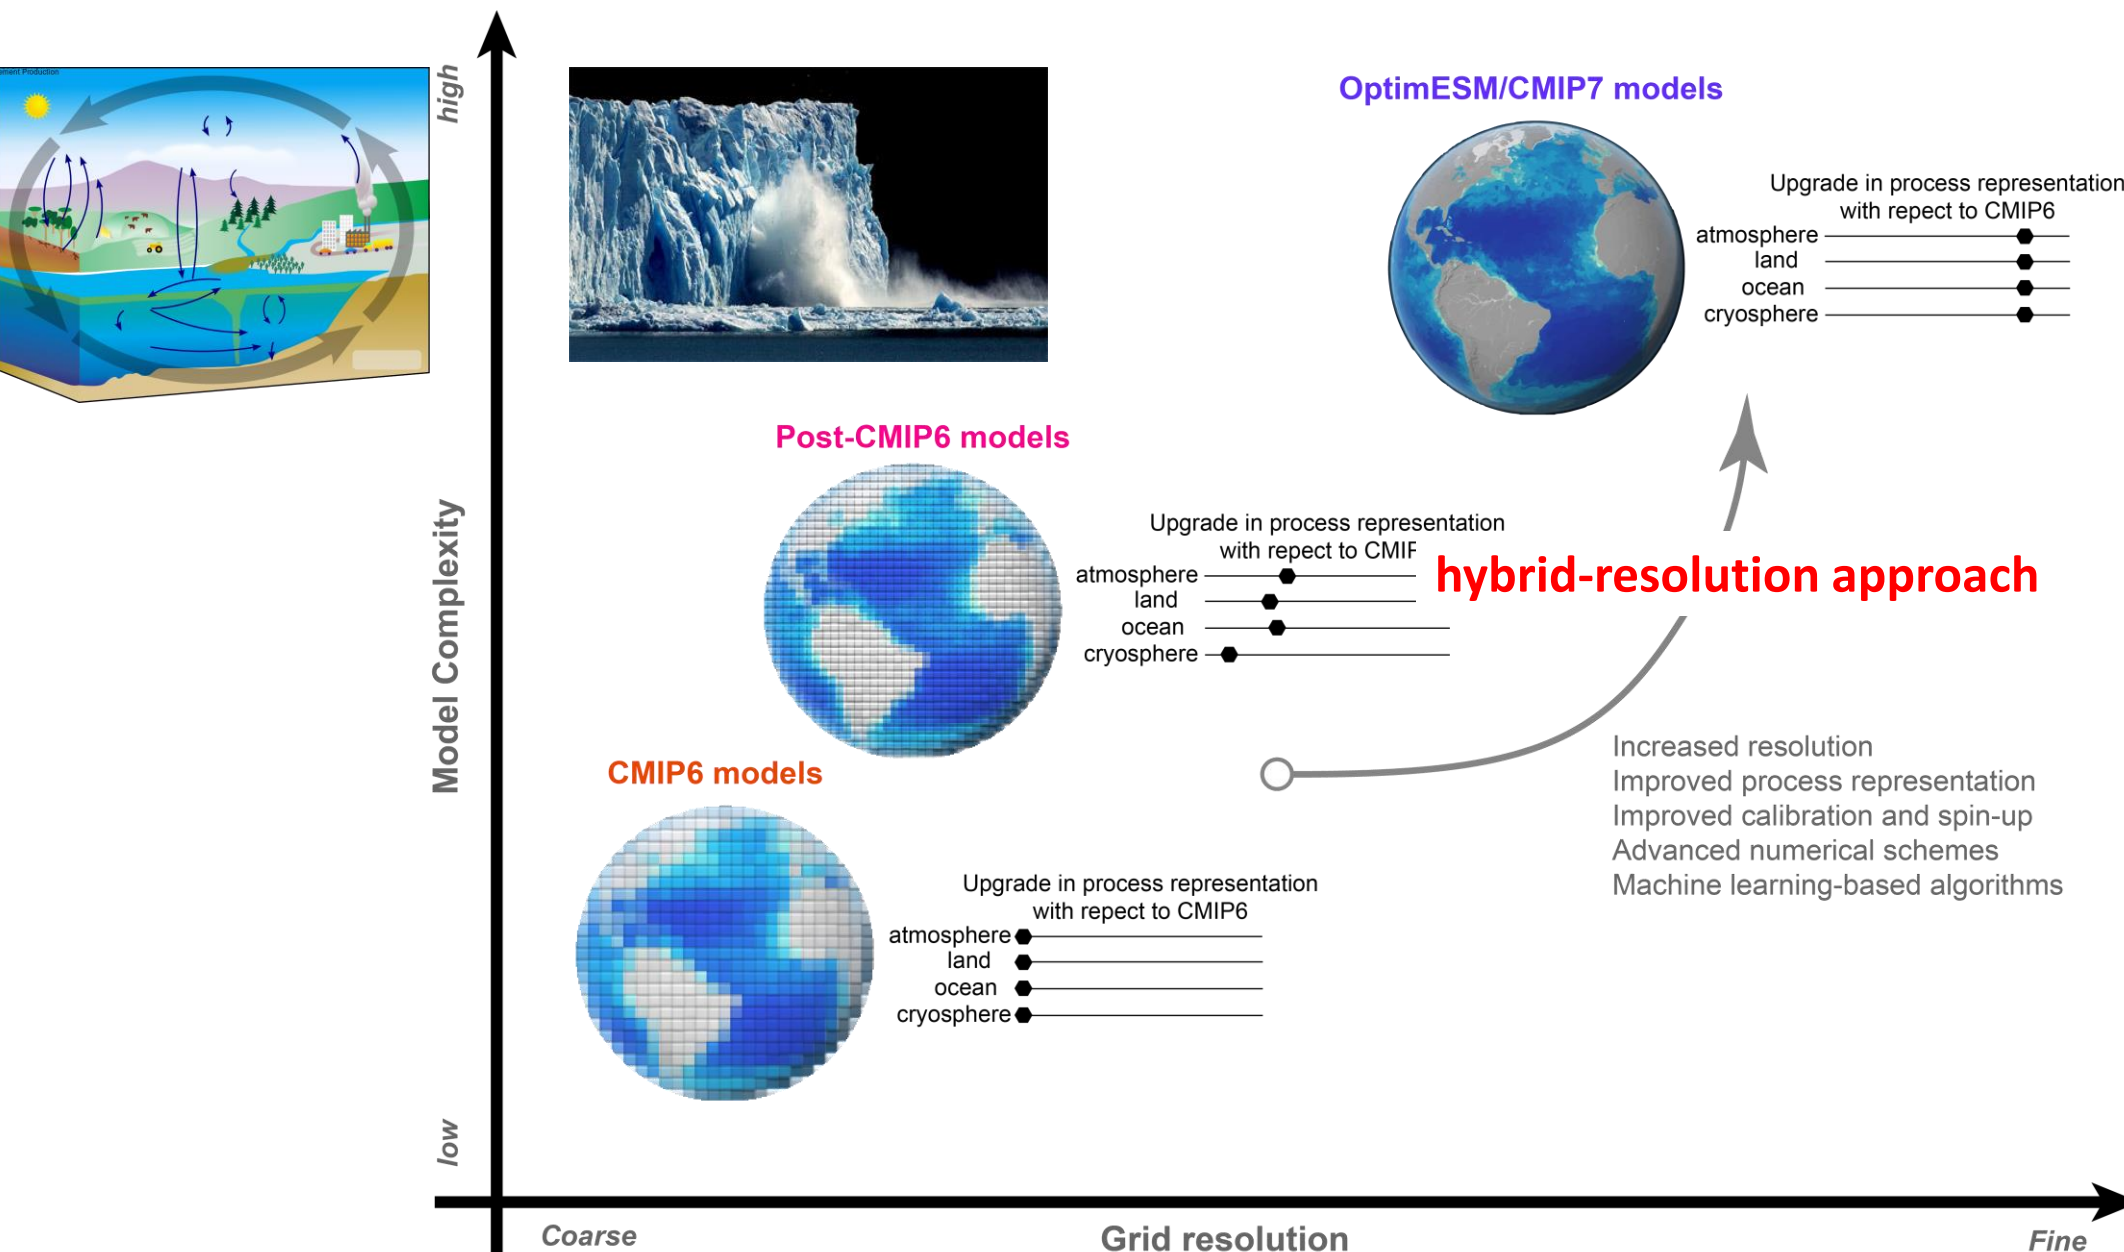 ement Production
high
OptimESM/CMIP7 models
Upgrade in process representation
with repect to CMIP6
atmosphere
land
ocean
cryosphere
Post-CMIP6 models
Upgrade in process representation
with repect to CMIP
atmosphere
land
ocean
cryosphere
hybrid-resolution approach
Model Complexity
Increased resolution
Improved process representation
Improved calibration and spin-up
Advanced numerical schemes
Machine learning-based algorithms
CMIP6 models
Upgrade in process representation
with repect to CMIP6
atmosphere
land
ocean
cryosphere
low
Coarse
Grid resolution
Fine